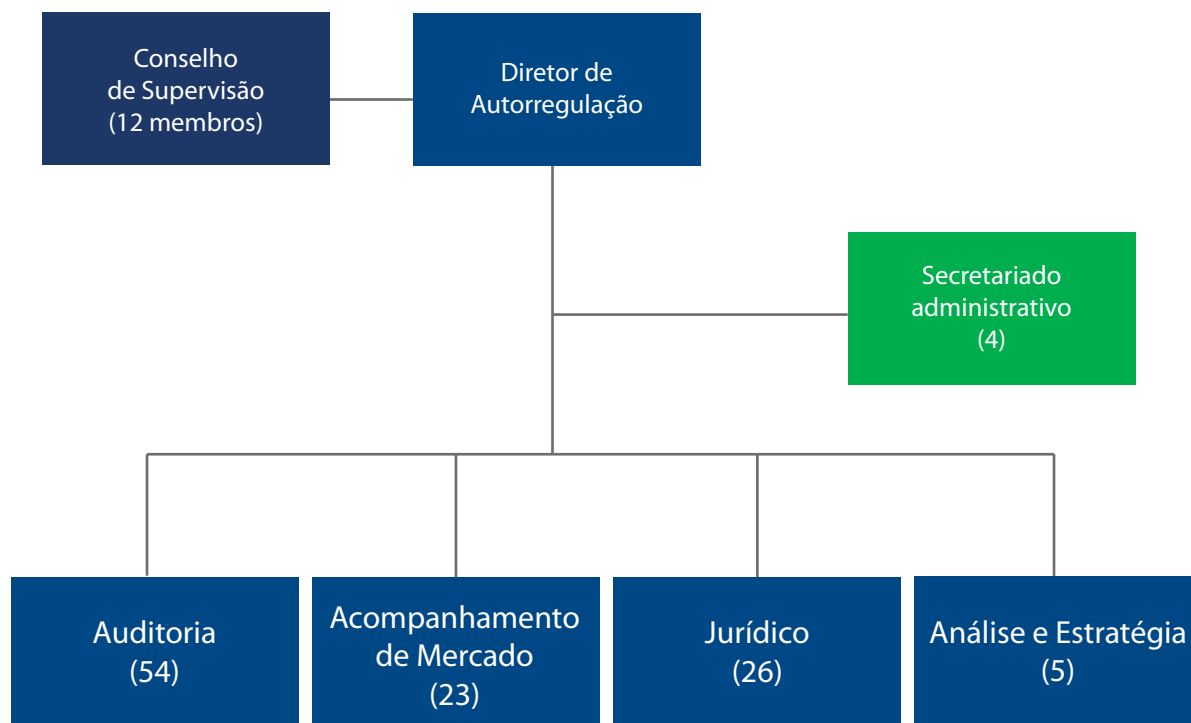 Conselho
de Supervisão
(12 membros)
Diretor de
Autorregulação
Secretariado
administrativo
(4)
Auditoria
(54)
Acompanhamento
de Mercado
(23)
Jurídico
(26)
Análise e Estratégia
(5)